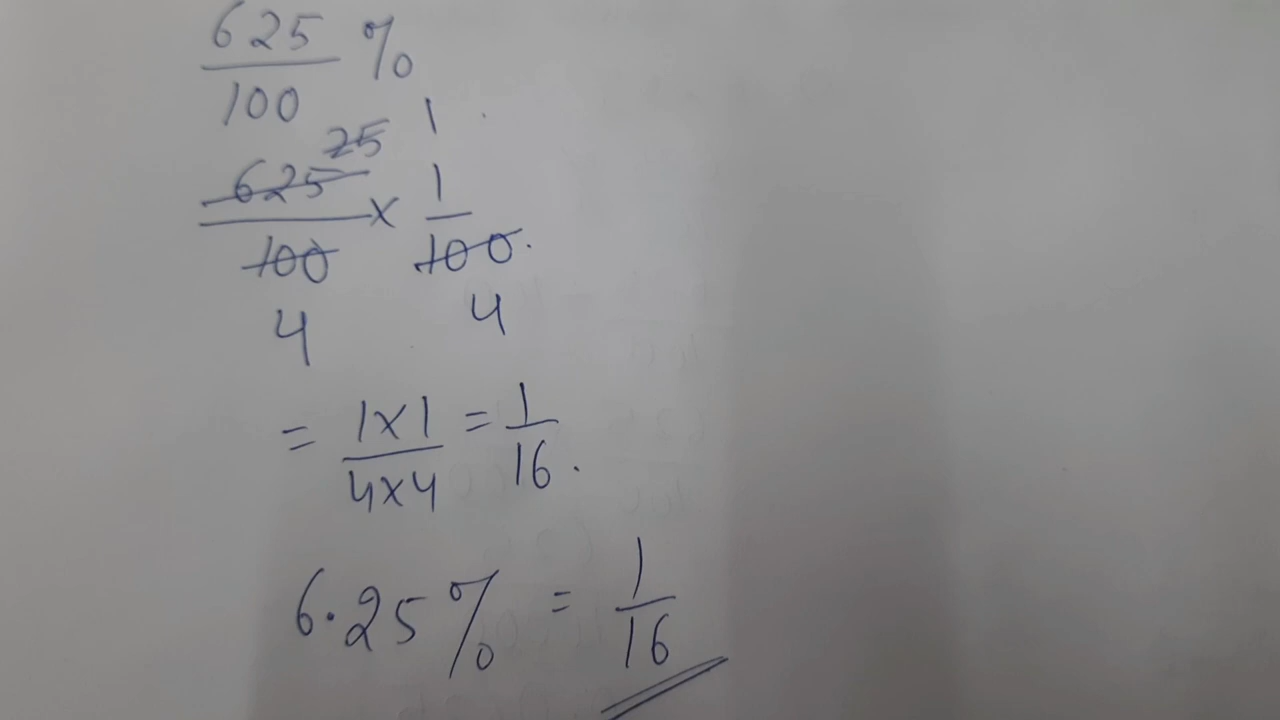 625 %
100
25 1
625 × 1
100 100.
4 4
= 1×1 = 1
4×4 16.
6.25% = 1
16